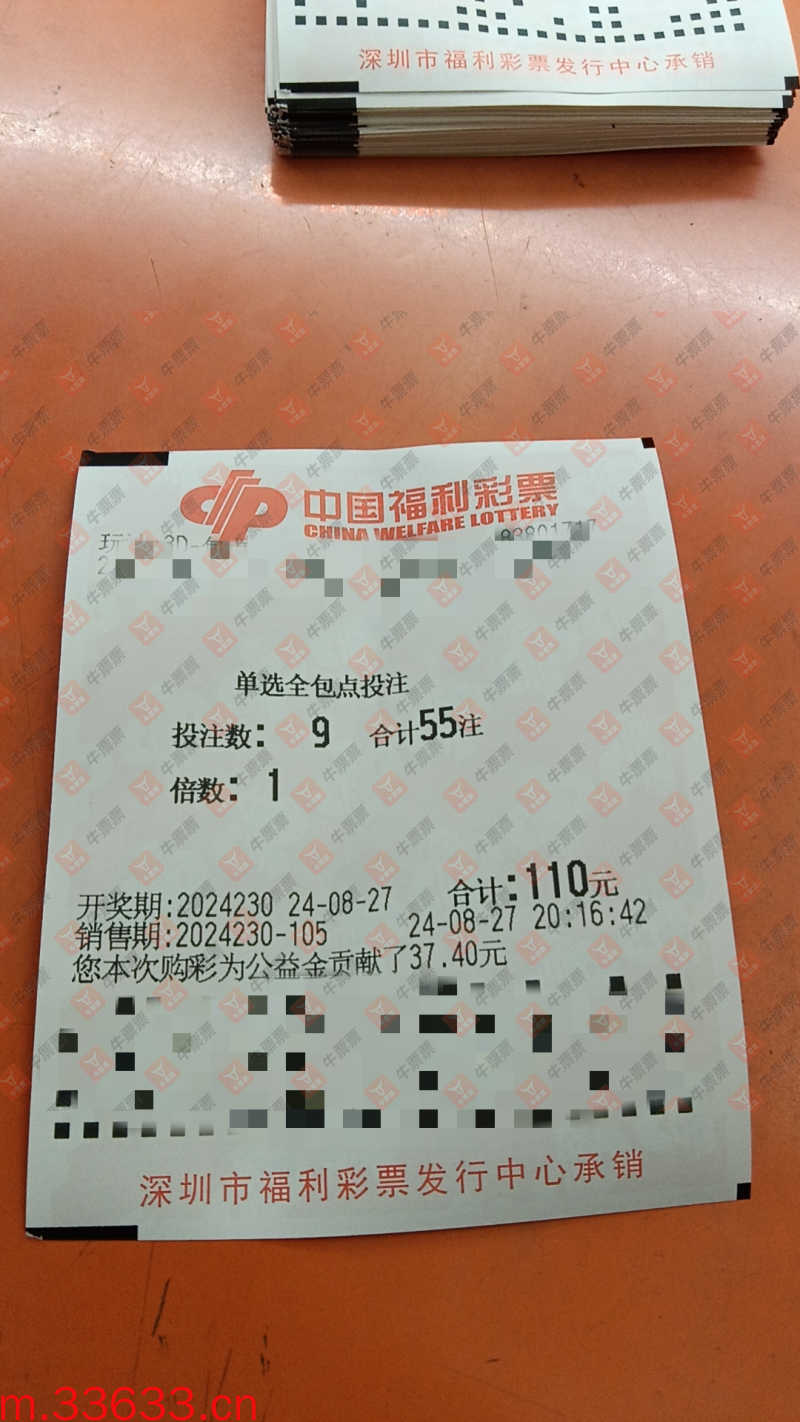 深圳市福利彩票发行中心承销
中国福利彩票
CHINA WELFARE LOTTERY
单选全包点投注
投注数: 9 合计55注
倍数: 1
合计:110元
开奖期:2024230 24-08-27
销售期:2024230-105 24-08-27 20:16:42
您本次购彩为公益金贡献了37.40元
深圳市福利彩票发行中心承销
牛票票
m.33633.cn